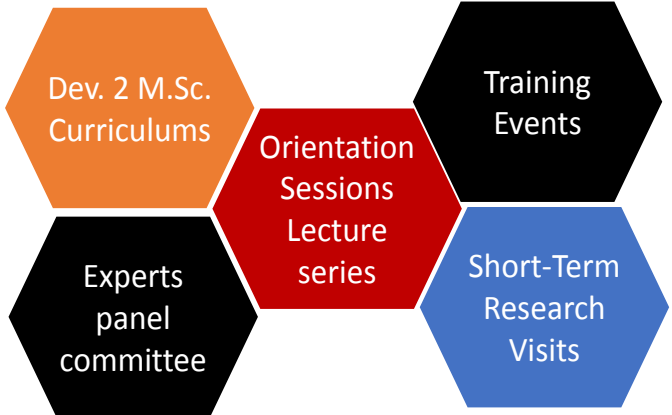 Dev. 2 M.Sc.
Curriculums
Training
Events
Orientation
Sessions
Lecture
series
Experts
panel
committee
Short-Term
Research
Visits